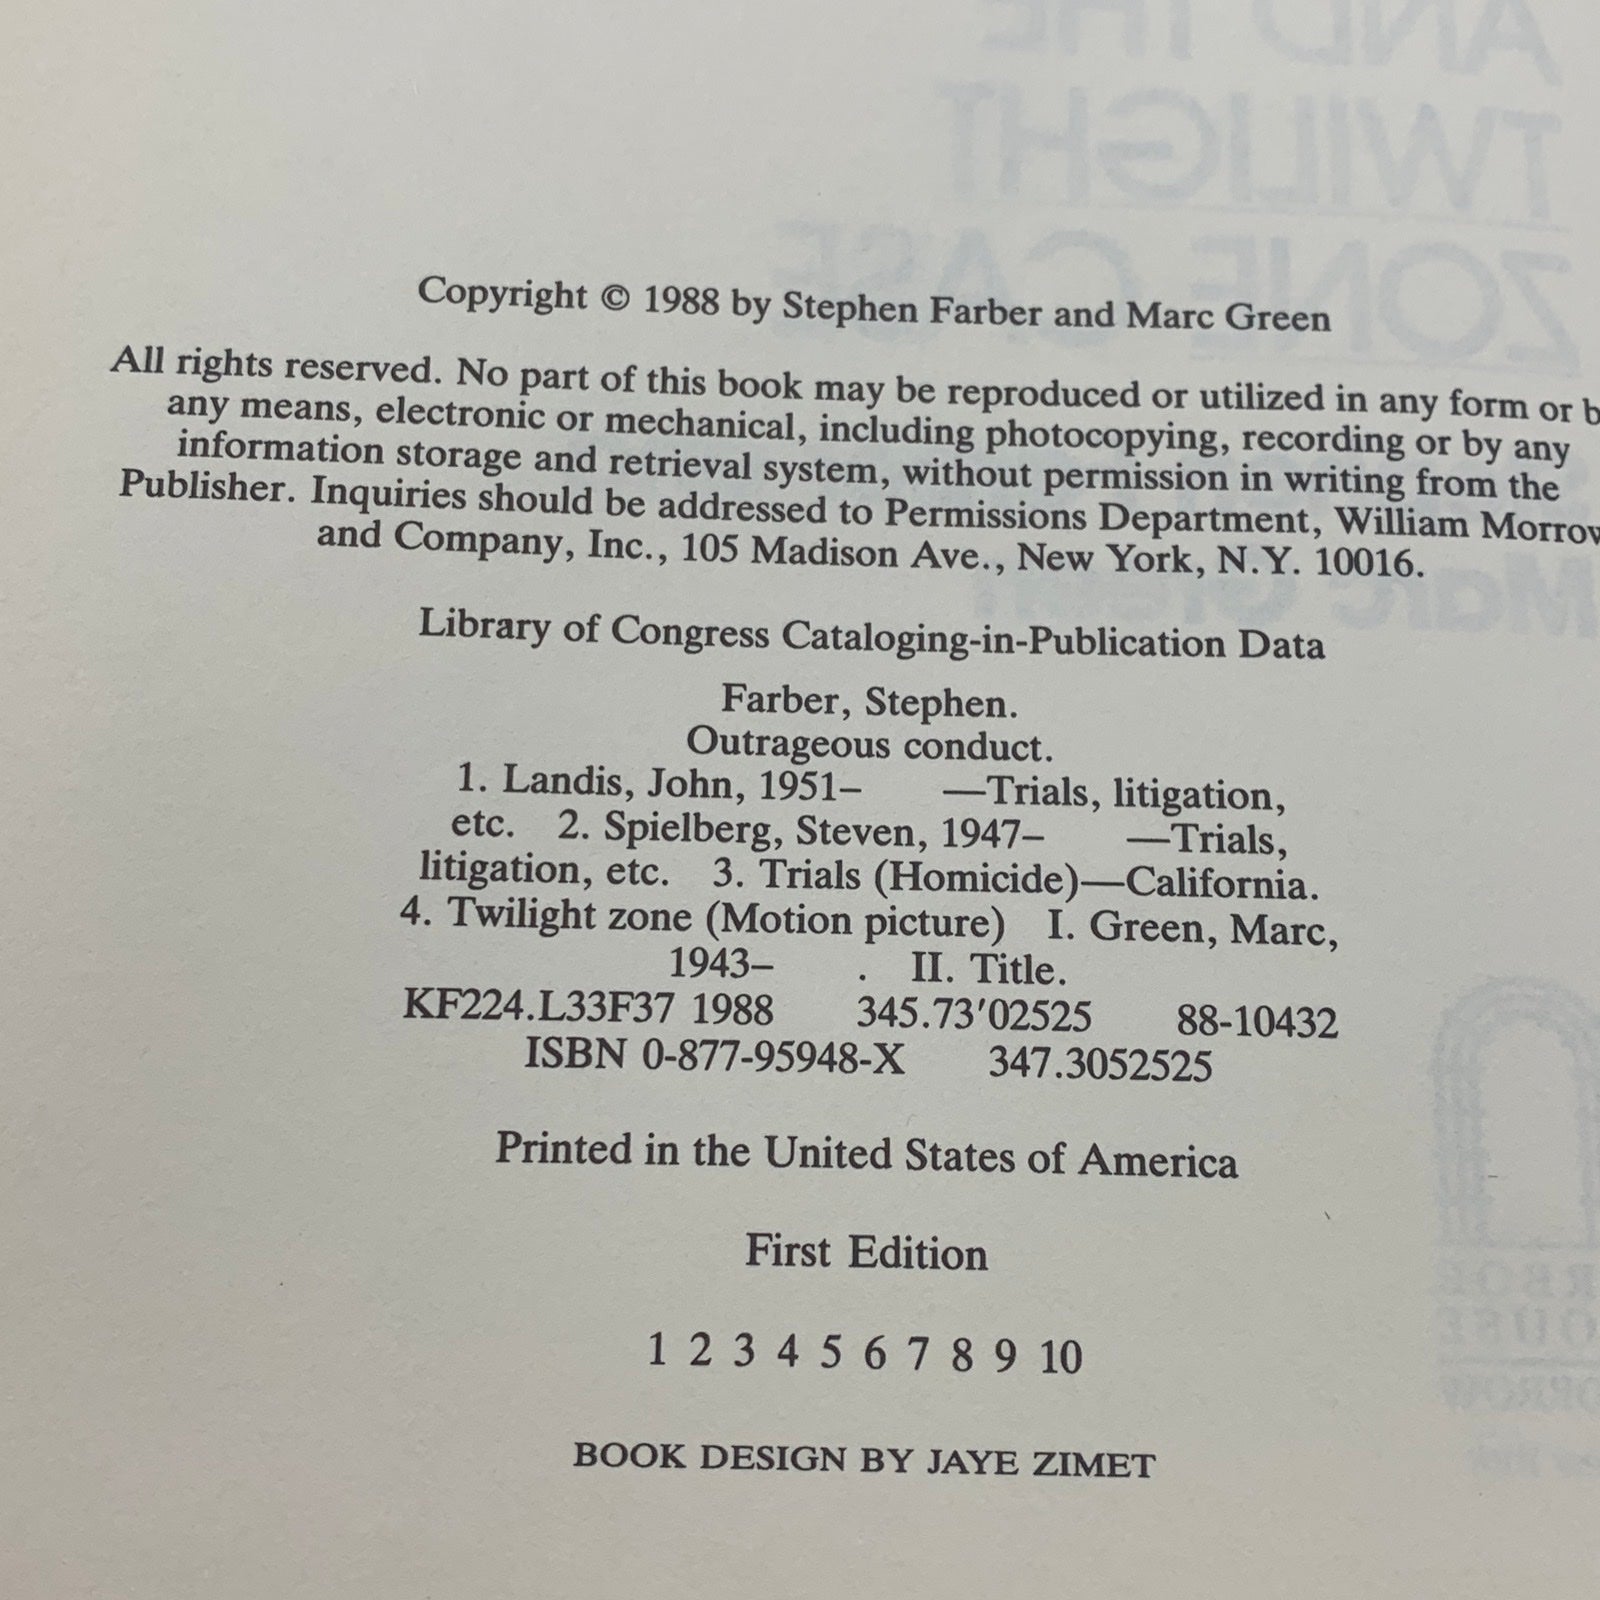 AND THE
TWILIGHT
ZONE CASE
Copyright © 1988 by Stephen Farber and Marc Green
All rights reserved. No part of this book may be reproduced or utilized in any form or b
any means, electronic or mechanical, including photocopying, recording or by any
information storage and retrieval system, without permission in writing from the
Publisher. Inquiries should be addressed to Permissions Department, William Morrow
and Company, Inc., 105 Madison Ave., New York, N.Y. 10016.
Marc Green
Library of Congress Cataloging-in-Publication Data
Farber, Stephen.
Outrageous conduct.
1. Landis, John, 1951– —Trials, litigation,
etc. 2. Spielberg, Steven, 1947– —Trials,
litigation, etc. 3. Trials (Homicide)—California.
4. Twilight zone (Motion picture) I. Green, Marc,
1943– . II. Title.
KF224.L33F37 1988 345.73'02525 88-10432
ISBN 0-877-95948-X 347.3052525
Printed in the United States of America
First Edition
1 2 3 4 5 6 7 8 9 10
BOOK DESIGN BY JAYE ZIMET